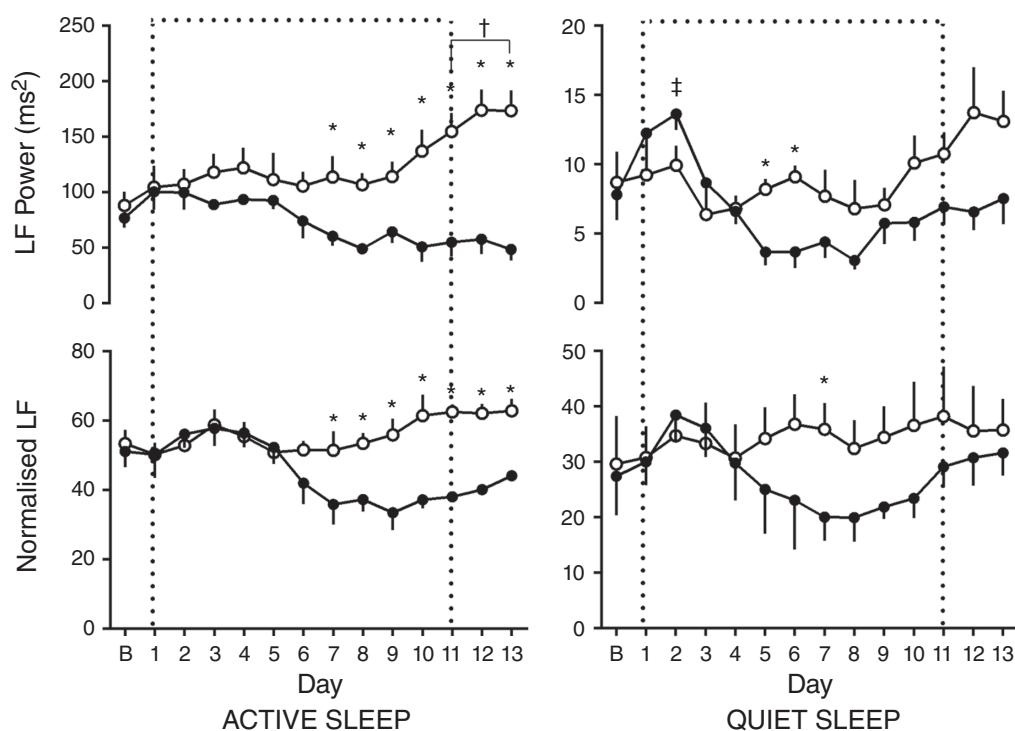 LF Power (ms²)
250
200
150
100
50
0
†
* * * * * * *
20
15
10
5
0
‡
* *
Normalised LF
80
60
40
20
0
* * * * * * *
50
40
30
20
10
0
*
B 1 2 3 4 5 6 7 8 9 10 11 12 13
Day
ACTIVE SLEEP
B 1 2 3 4 5 6 7 8 9 10 11 12 13
Day
QUIET SLEEP